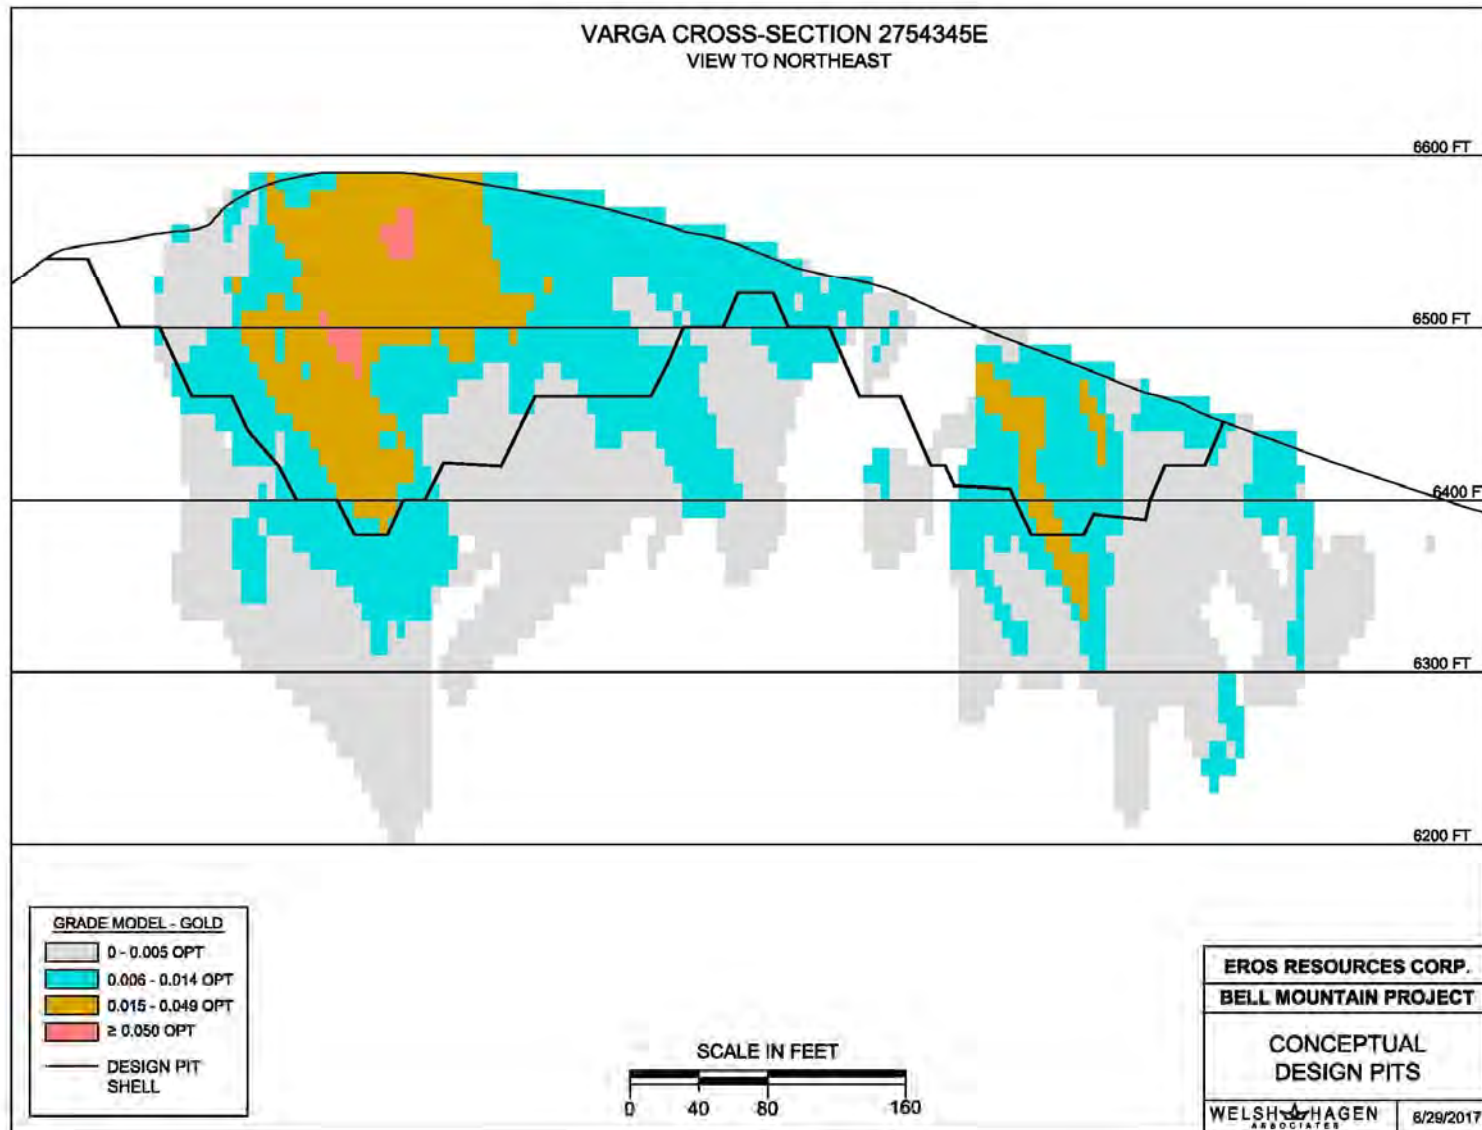 VARGA CROSS-SECTION 2754345E
VIEW TO NORTHEAST
6600 FT
6500 FT
6400 F
6300 FT
6200 FT
GRADE MODEL - GOLD
0 - 0.005 OPT
0.006 - 0.014 OPT
0.015 - 0.049 OPT
≥ 0.050 OPT
DESIGN PIT
SHELL
SCALE IN FEET
0 40 80 160
EROS RESOURCES CORP.
BELL MOUNTAIN PROJECT
CONCEPTUAL
DESIGN PITS
WELSH HAGEN
ASSOCIATES
6/29/2017